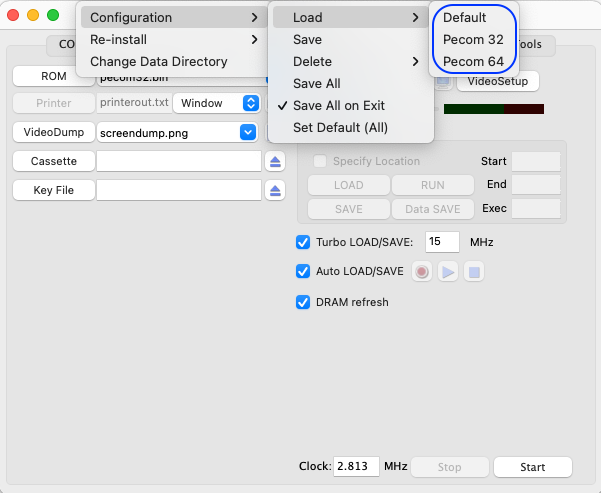 Configuration
Load
Default
Re-install
Save
Pecom 32
Change Data Directory
Delete
Pecom 64
Save All
Save All on Exit
Set Default (All)
CO
ools
ROM
pecom32.bin
VideoSetup
Printer
printerout.txt
Window
VideoDump
screendump.png
Cassette
Key File
Specify Location
Start
LOAD
RUN
End
SAVE
Data SAVE
Exec
Turbo LOAD/SAVE:
15
MHz
Auto LOAD/SAVE
DRAM refresh
Clock:
2.813
MHz
Stop
Start